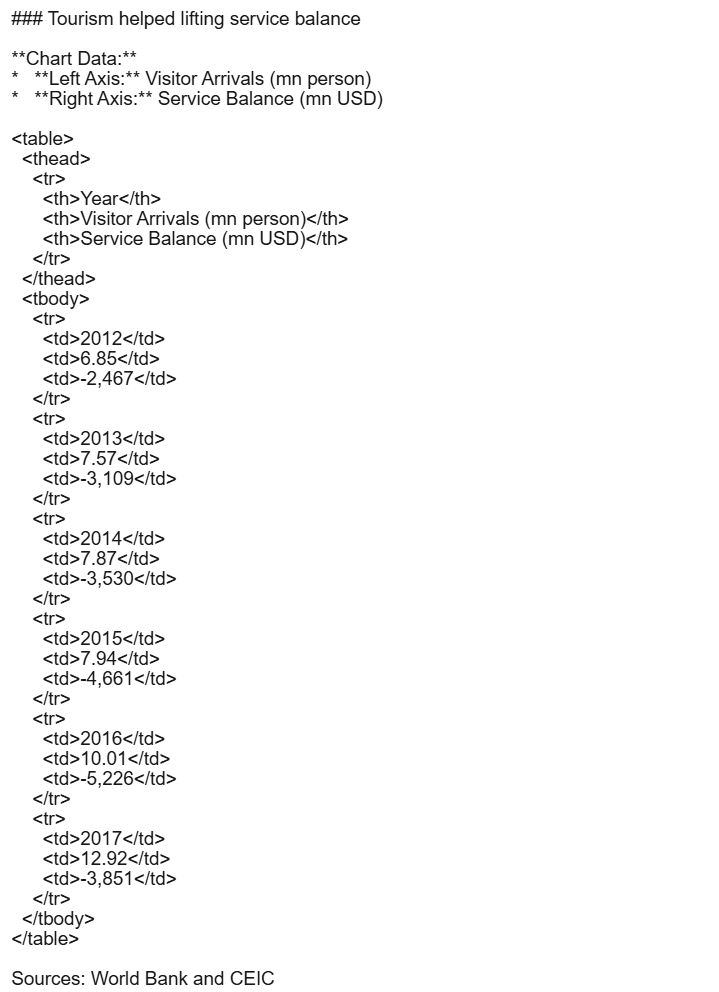 ### Tourism helped lifting service balance

**Chart Data:**
*   **Left Axis:** Visitor Arrivals (mn person)
*   **Right Axis:** Service Balance (mn USD)

<table>
  <thead>
    <tr>
      <th>Year</th>
      <th>Visitor Arrivals (mn person)</th>
      <th>Service Balance (mn USD)</th>
    </tr>
  </thead>
  <tbody>
    <tr>
      <td>2012</td>
      <td>6.85</td>
      <td>-2,467</td>
    </tr>
    <tr>
      <td>2013</td>
      <td>7.57</td>
      <td>-3,109</td>
    </tr>
    <tr>
      <td>2014</td>
      <td>7.87</td>
      <td>-3,530</td>
    </tr>
    <tr>
      <td>2015</td>
      <td>7.94</td>
      <td>-4,661</td>
    </tr>
    <tr>
      <td>2016</td>
      <td>10.01</td>
      <td>-5,226</td>
    </tr>
    <tr>
      <td>2017</td>
      <td>12.92</td>
      <td>-3,851</td>
    </tr>
  </tbody>
</table>

Sources: World Bank and CEIC